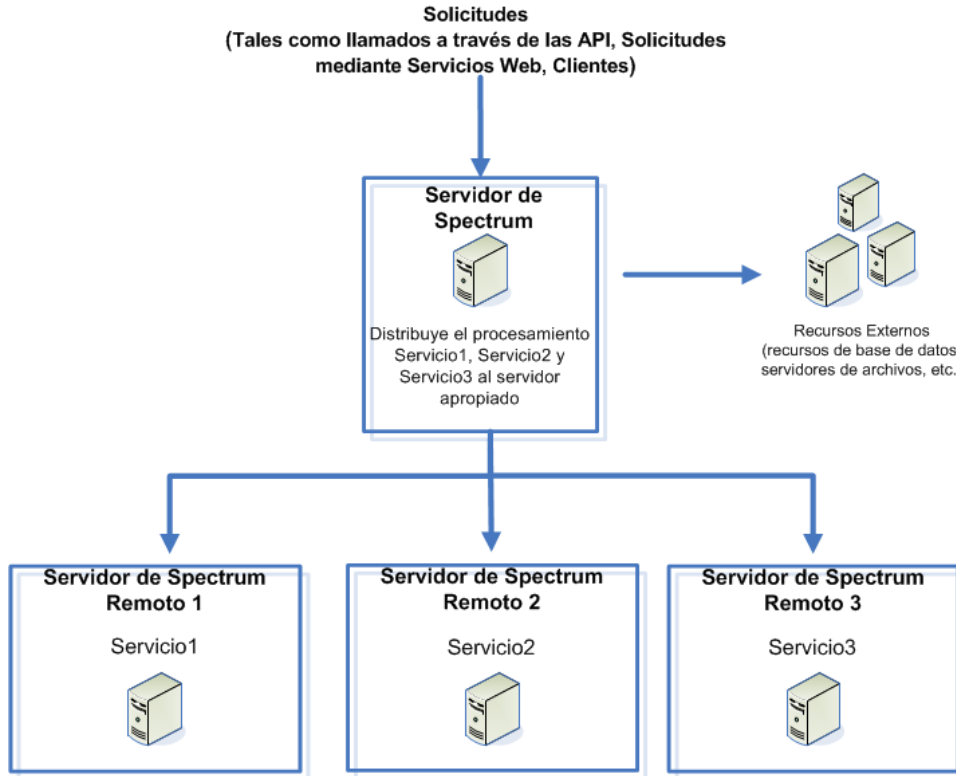 Solicitudes
(Tales como llamados a través de las API, Solicitudes
mediante Servicios Web, Clientes)
Servidor de
Spectrum
Distribuye el procesamiento
Servicio1, Servicio2 y
Servicio3 al servidor
apropiado
Recursos Externos
(recursos de base de datos
servidores de archivos, etc.
Servidor de Spectrum
Remoto 1
Servicio1
Servidor de Spectrum
Remoto 2
Servicio2
Servidor de Spectrum
Remoto 3
Servicio3